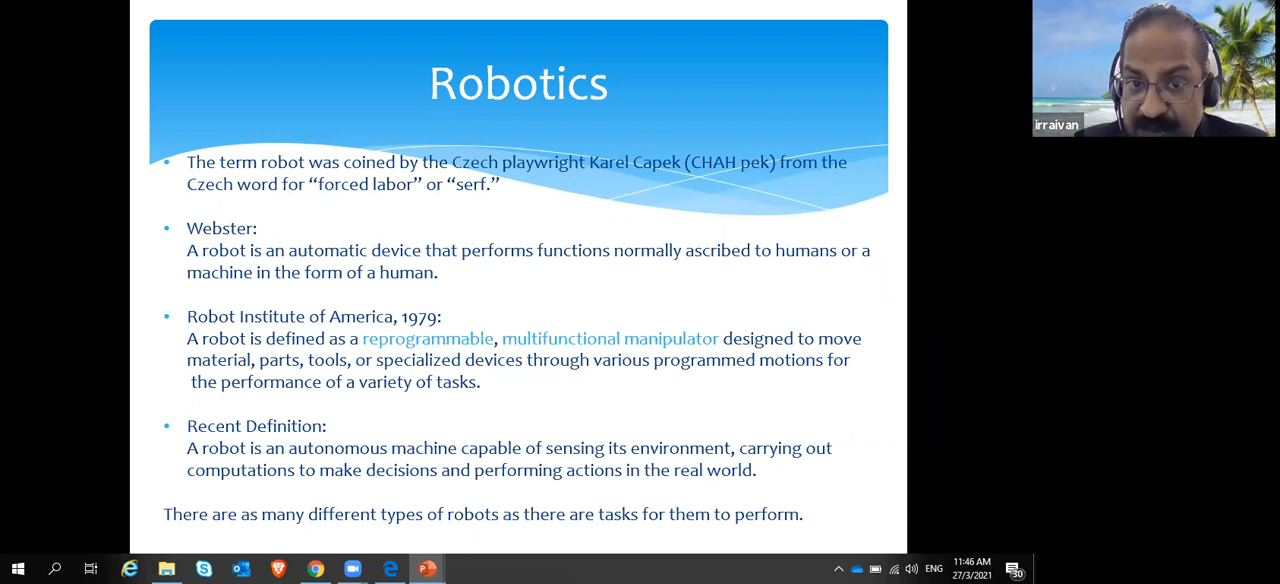 Robotics
• The term robot was coined by the Czech playwright Karel Capek (CHAH pek) from the
Czech word for “forced labor” or “serf.”
• Webster:
A robot is an automatic device that performs functions normally ascribed to humans or a
machine in the form of a human.
• Robot Institute of America, 1979:
A robot is defined as a reprogrammable, multifunctional manipulator designed to move
material, parts, tools, or specialized devices through various programmed motions for
the performance of a variety of tasks.
• Recent Definition:
A robot is an autonomous machine capable of sensing its environment, carrying out
computations to make decisions and performing actions in the real world.
There are as many different types of robots as there are tasks for them to perform.
irraivan
ENG
11:46 AM
27/3/2021
30